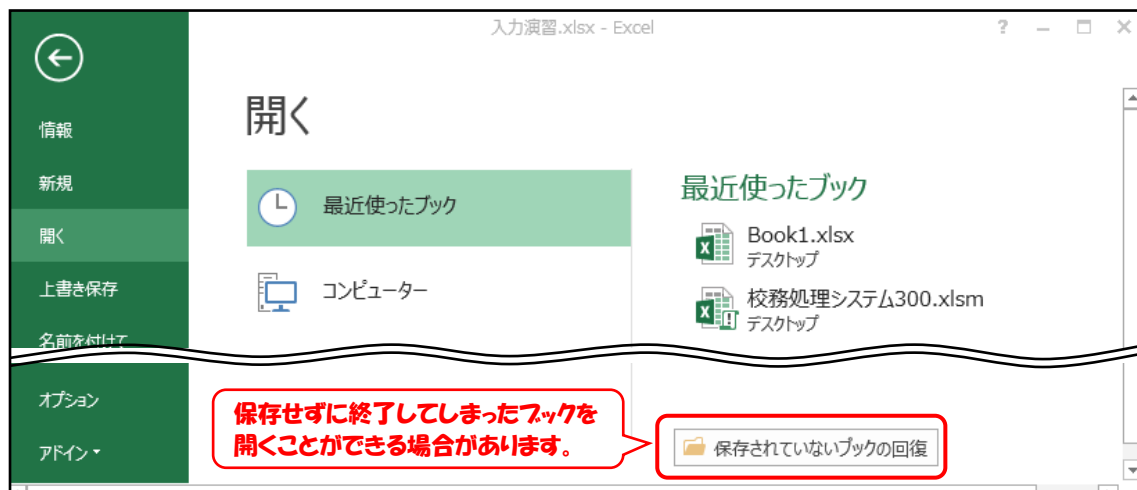 入力演習.xlsx - Excel
情報
新規
開く
上書き保存
名前を付けて
オプション
アドイン
開く
最近使ったブック
コンピューター
最近使ったブック
Book1.xlsx
デスクトップ
校務処理システム300.xlsm
デスクトップ
保存せずに終了してしまったブックを
開くことができる場合があります。
保存されていないブックの回復